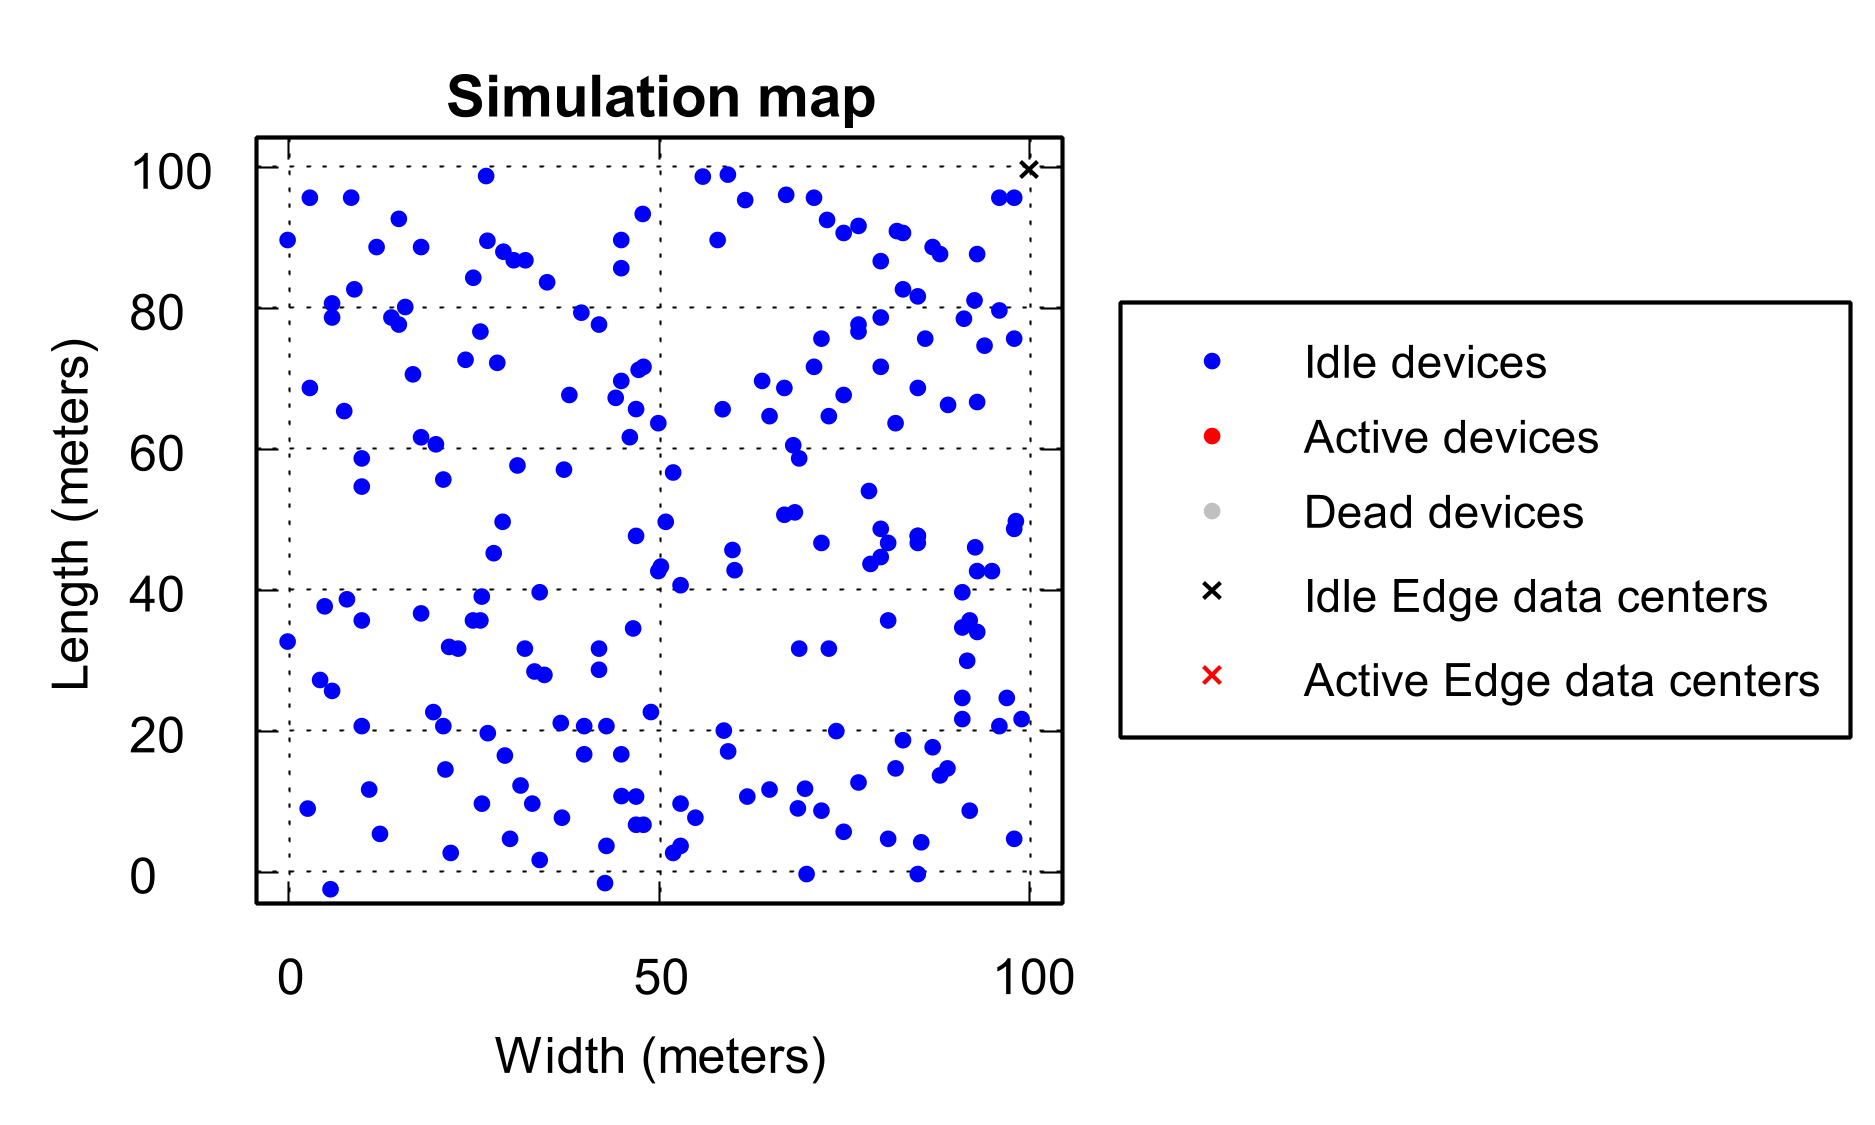 Simulation map
100
80
60
40
20
0
Length (meters)
0 50 100
Width (meters)
Idle devices
Active devices
Dead devices
Idle Edge data centers
Active Edge data centers